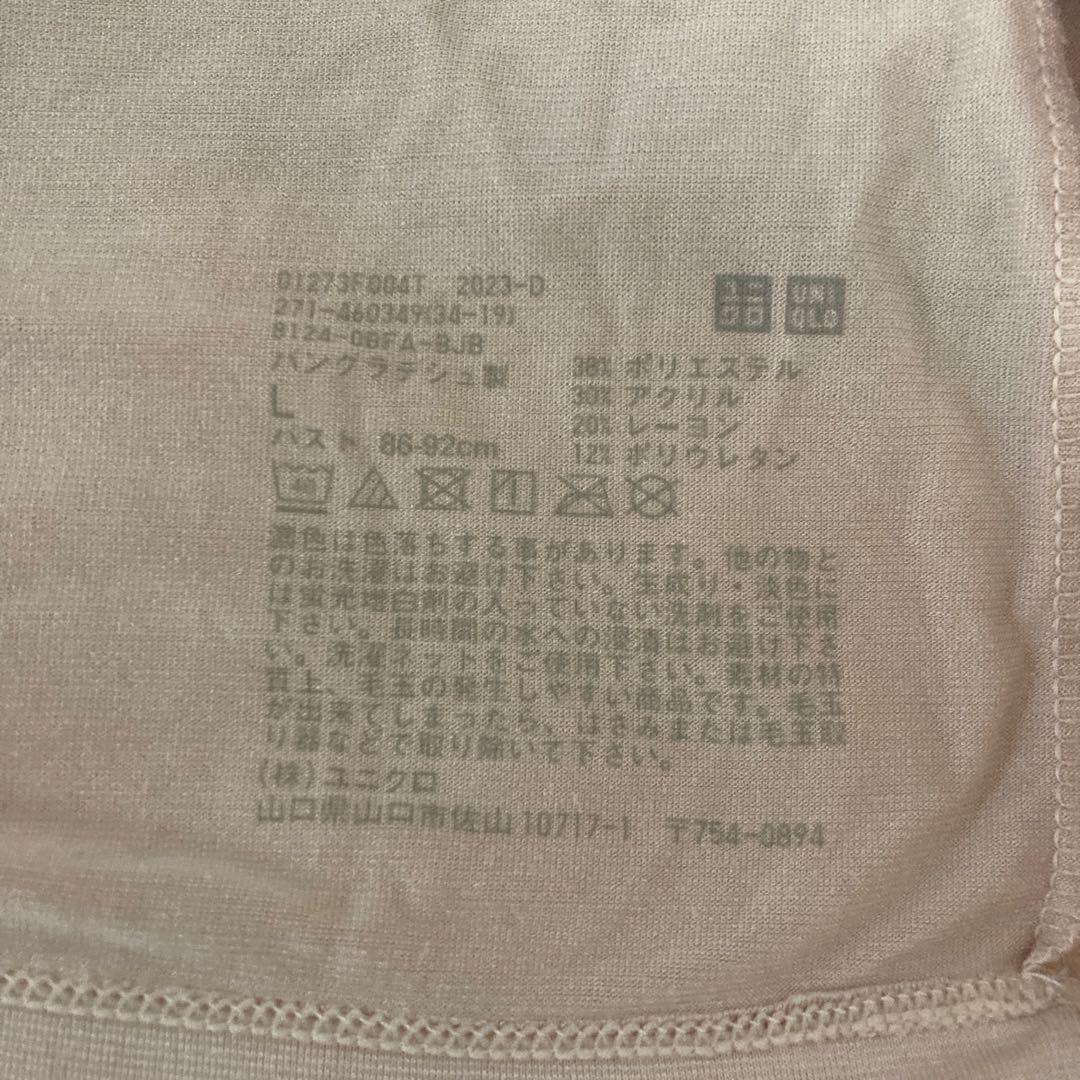 01273F004T 2023-D
271-460349(34-19)
バングラデシュ製
L
バスト 86-92cm
ユニクロ
UNIQLO
38% ポリエステル
30% アクリル
20% レーヨン
12% ポリウレタン
40
濃色は色落ちする事があります。他の物と
のお洗濯はお避け下さい。生成り・淡色に
は蛍光増白剤の入っていない洗剤をご使用
下さい。長時間の水への浸漬はお避け下さ
い。洗濯ネットをご使用下さい。素材の特
質上、毛玉の発生しやすい商品です。毛玉
が出来てしまったら、はさみまたは毛玉取
り器などで取り除いて下さい。
(株)ユニクロ
山口県山口市佐山10717-1 〒754-0894